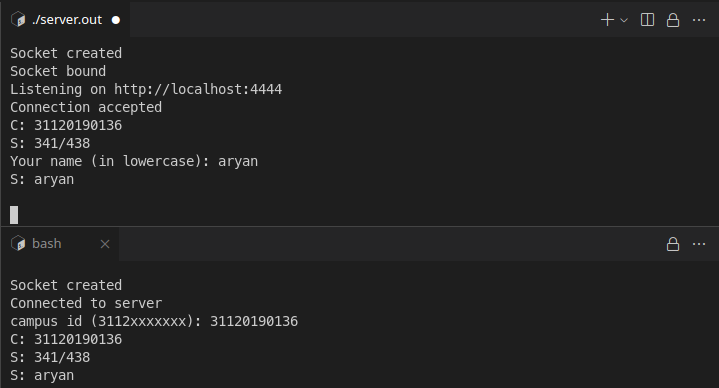 ./server.out
Socket created
Socket bound
Listening on http://localhost:4444
Connection accepted
C: 31120190136
S: 341/438
Your name (in lowercase): aryan
S: aryan
bash
Socket created
Connected to server
campus id (3112xxxxxxx): 31120190136
C: 31120190136
S: 341/438
S: aryan